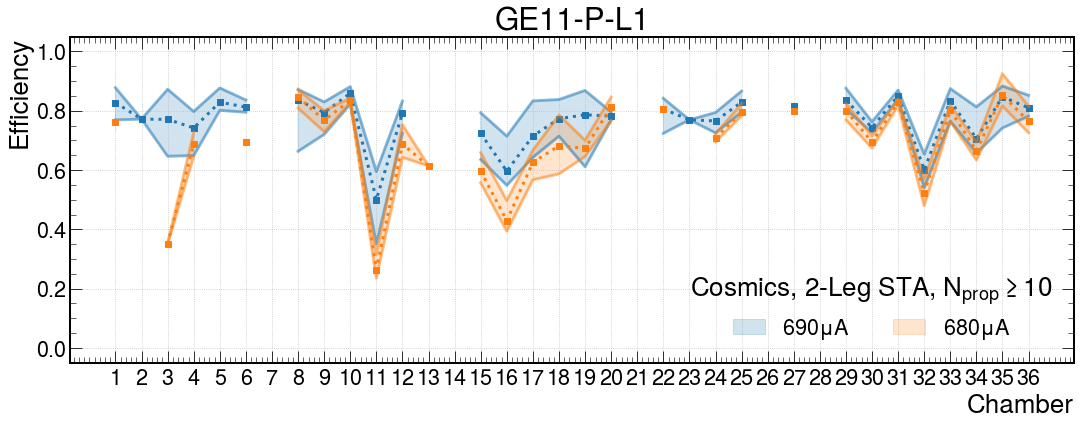 GE11-P-L1
Efficiency
1.0
0.8
0.6
0.4
0.2
0.0
Cosmics, 2-Leg STA, N_prop ≥ 10
690µA 680µA
1 2 3 4 5 6 7 8 9 10 11 12 13 14 15 16 17 18 19 20 21 22 23 24 25 26 27 28 29 30 31 32 33 34 35 36
Chamber